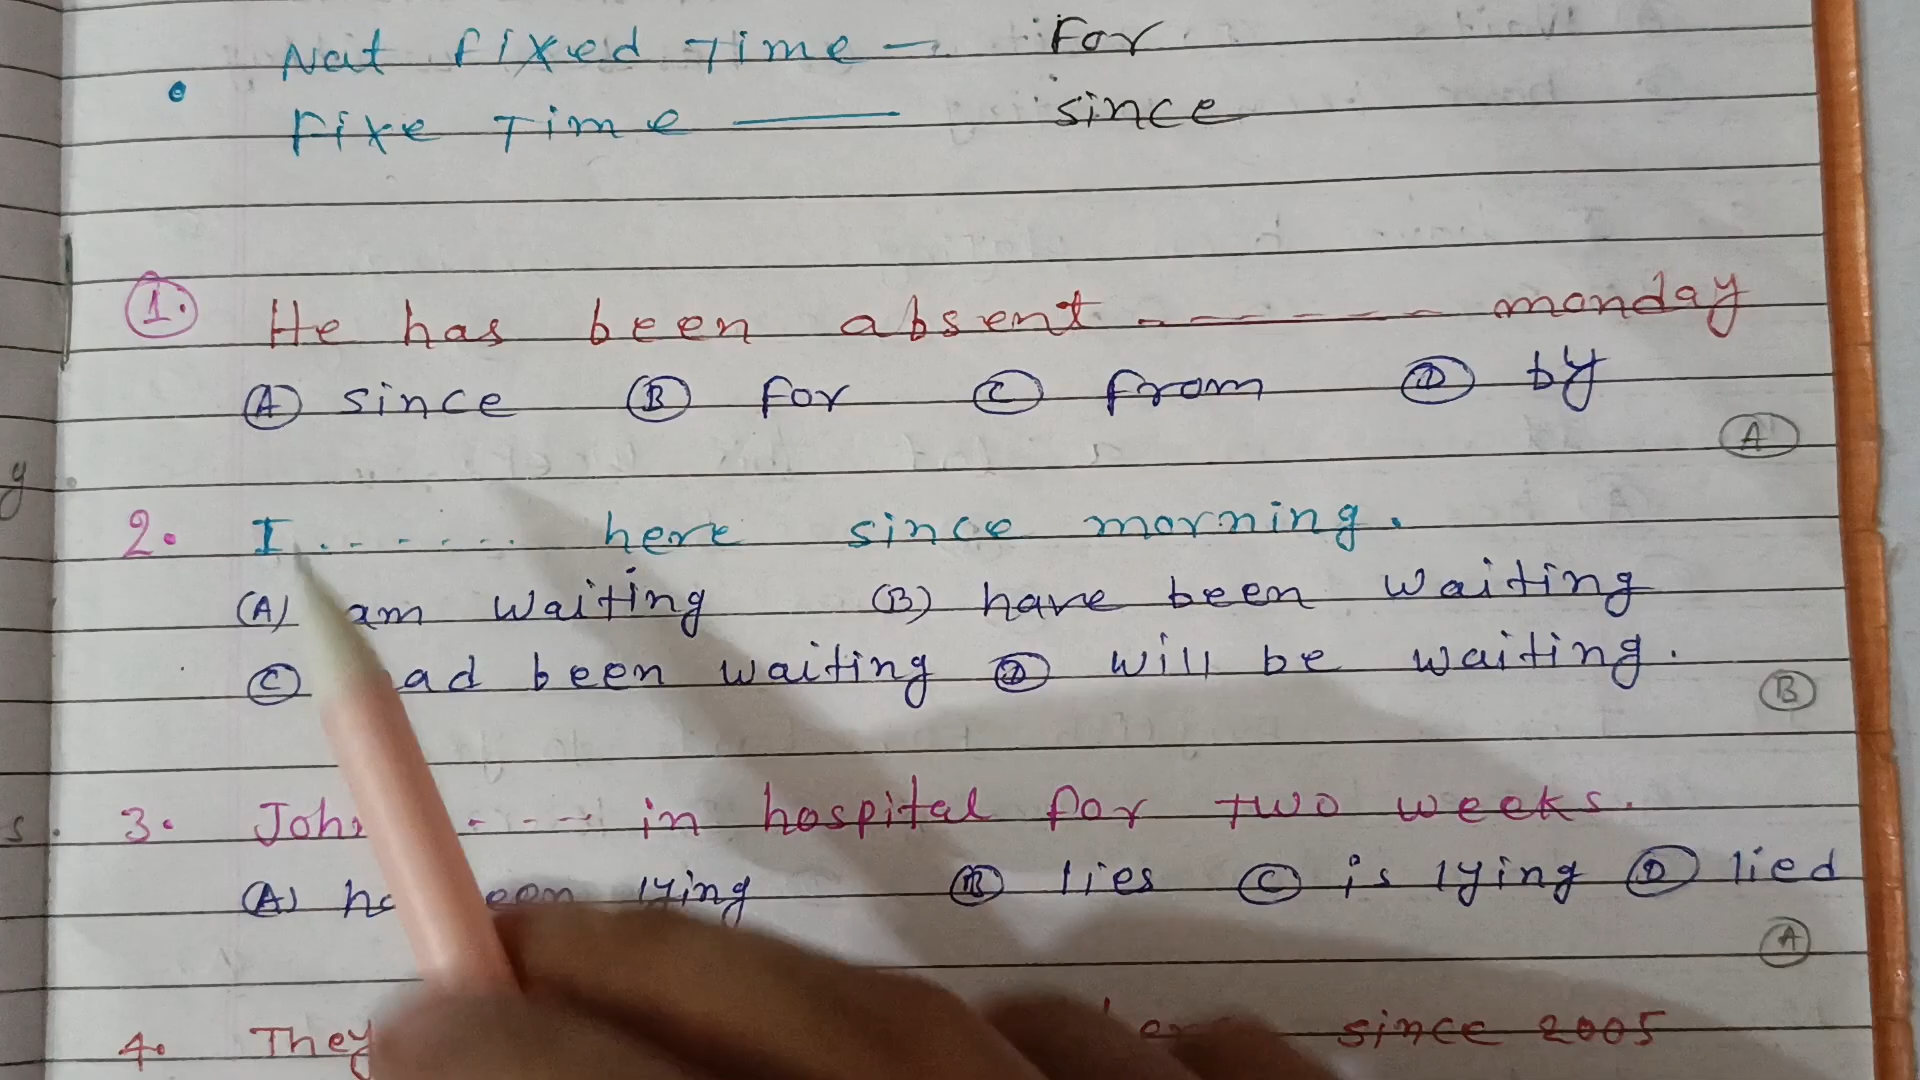 Not fixed Time — For
Fixe Time — since
1. He has been absent ------ monday
(A) since (B) for (C) from (D) by
(A)
2. I ....... here since morning.
(A) am waiting (B) have been waiting
(C) ad been waiting (D) will be waiting.
(B)
3. Joh ---- in hospital for two weeks.
(A) lying (B) lies (C) is lying (D) lied
(A)
4. They since 2005